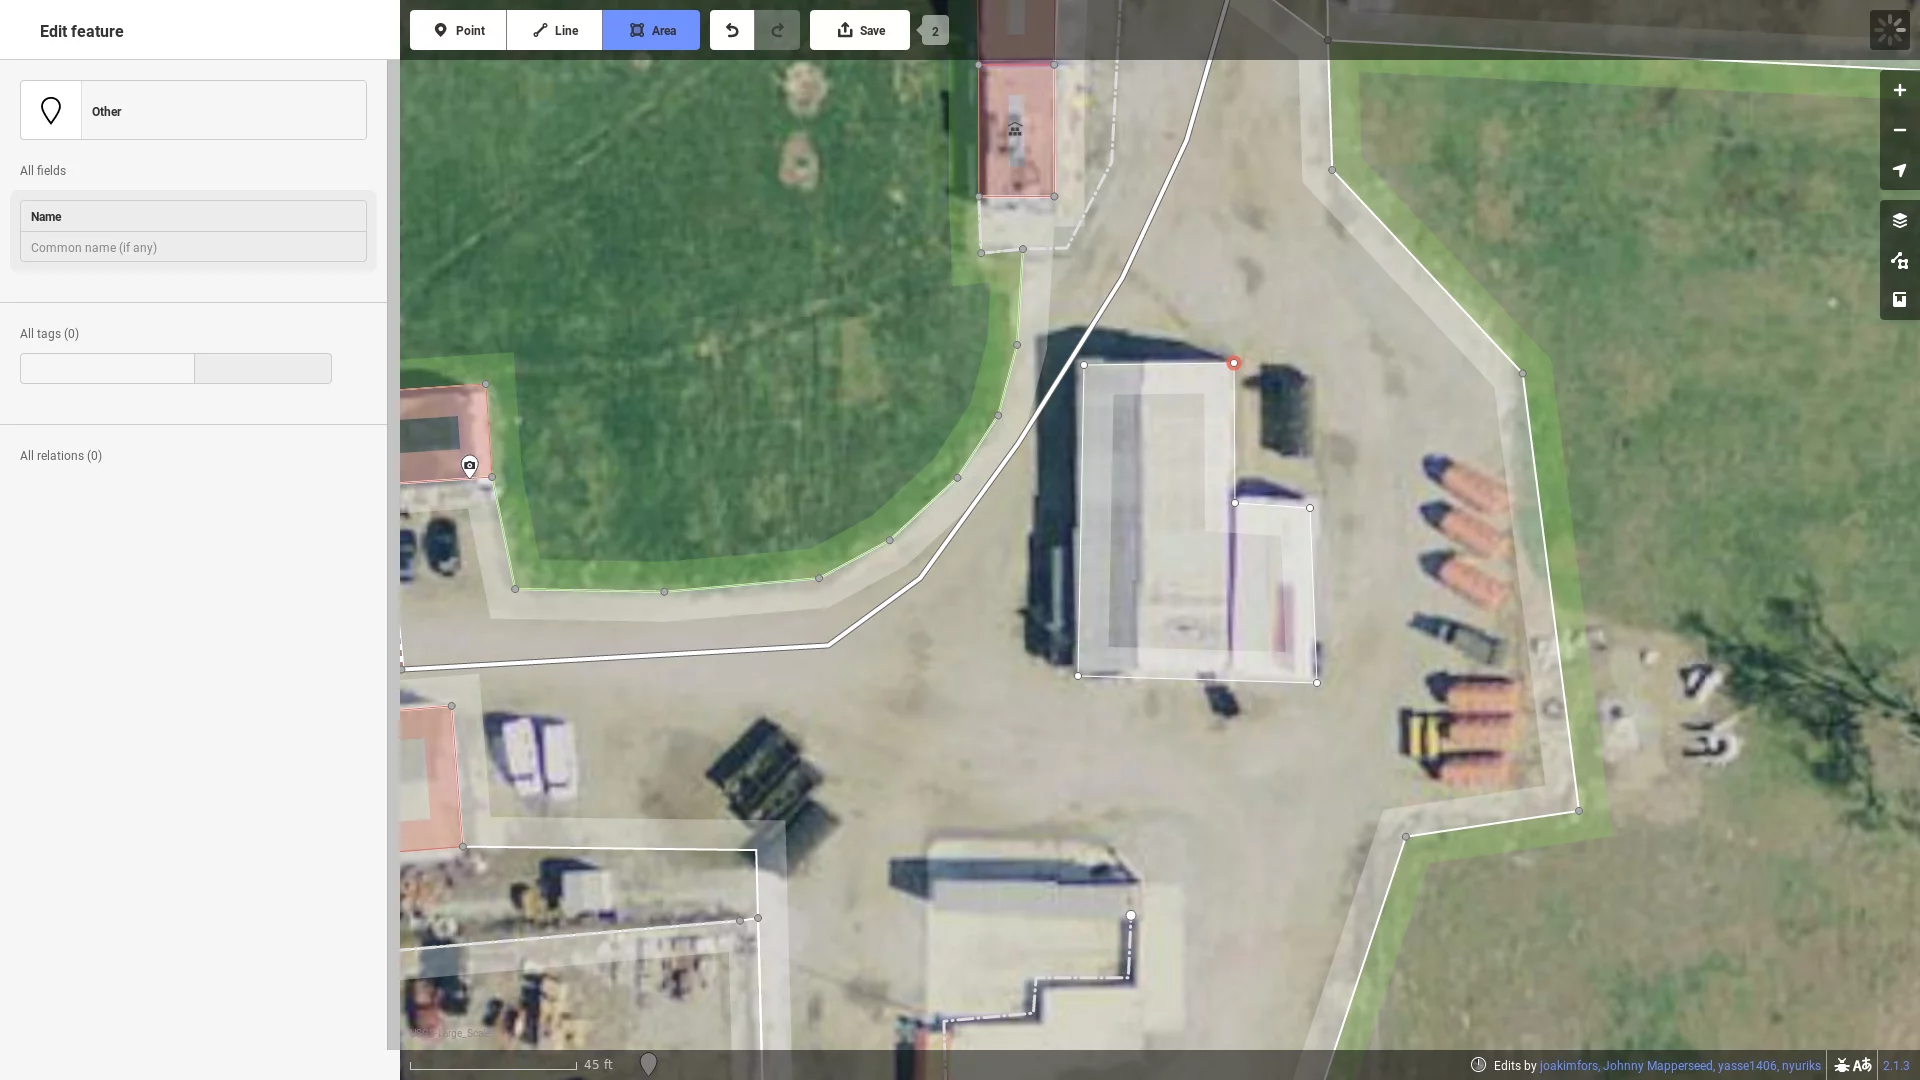 Edit feature
Point
Line
Area
Save
2
Other
All fields
Name
Common name (if any)
All tags (0)
All relations (0)
45 ft
Edits by joakimfors, Johnny Mapperseed, yasse1406, nyuriks
2.1.3